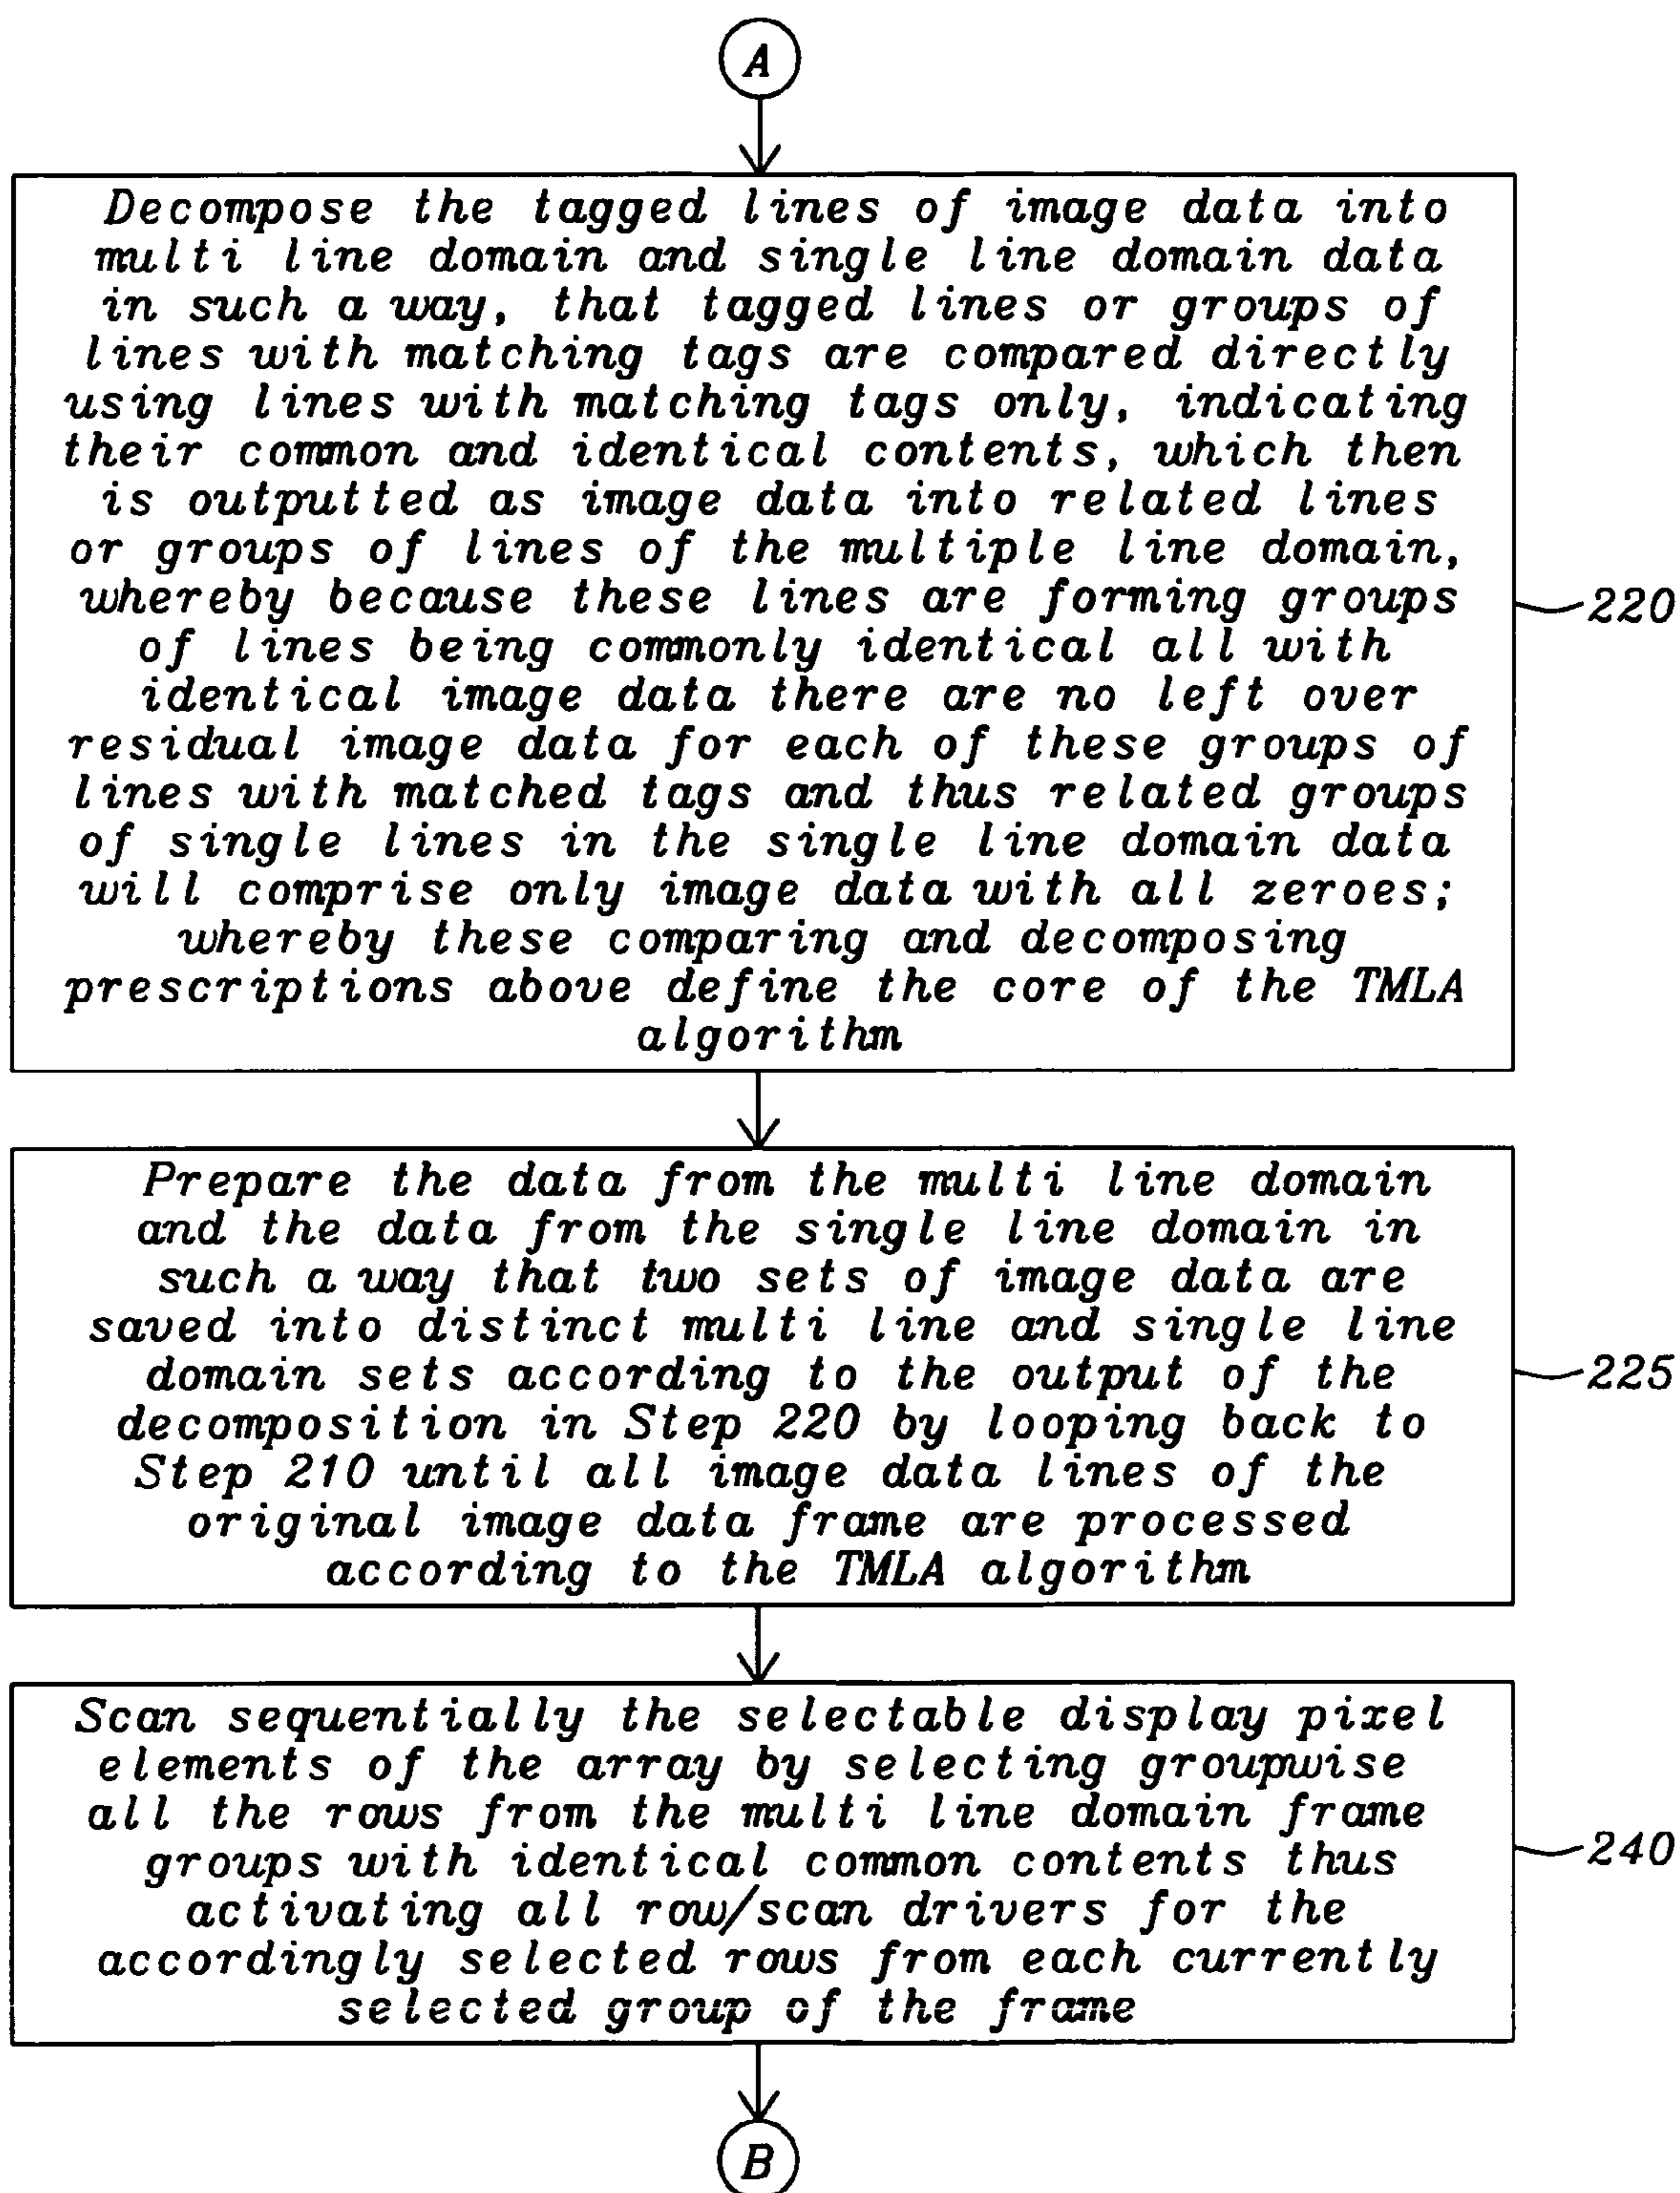 A
Decompose the tagged lines of image data into
multi line domain and single line domain data
in such a way, that tagged lines or groups of
lines with matching tags are compared directly
using lines with matching tags only, indicating
their common and identical contents, which then
is outputted as image data into related lines
or groups of lines of the multiple line domain,
whereby because these lines are forming groups
of lines being commonly identical all with
identical image data there are no left over
residual image data for each of these groups of
lines with matched tags and thus related groups
of single lines in the single line domain data
will comprise only image data with all zeroes;
whereby these comparing and decomposing
prescriptions above define the core of the TMLA
algorithm
220
Prepare the data from the multi line domain
and the data from the single line domain in
such a way that two sets of image data are
saved into distinct multi line and single line
domain sets according to the output of the
decomposition in Step 220 by looping back to
Step 210 until all image data lines of the
original image data frame are processed
according to the TMLA algorithm
225
Scan sequentially the selectable display pixel
elements of the array by selecting groupwise
all the rows from the multi line domain frame
groups with identical common contents thus
activating all row/scan drivers for the
accordingly selected rows from each currently
selected group of the frame
240
B